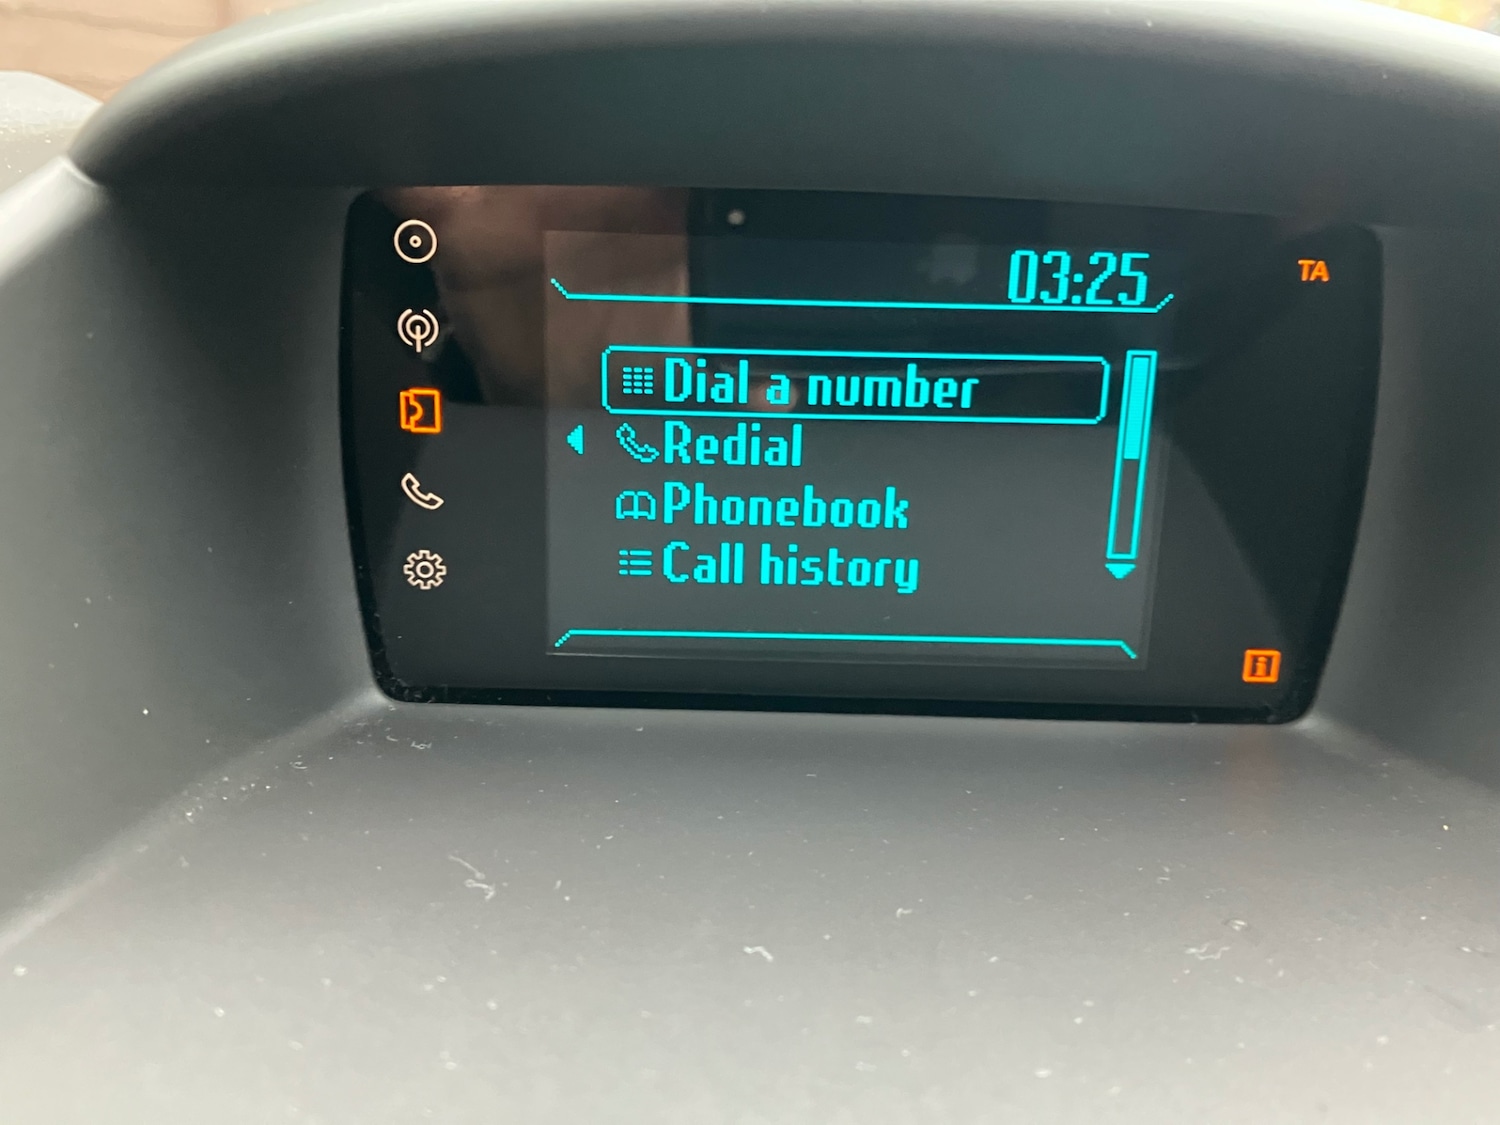 03:25
TA
Dial a number
Redial
Phonebook
Call history
i